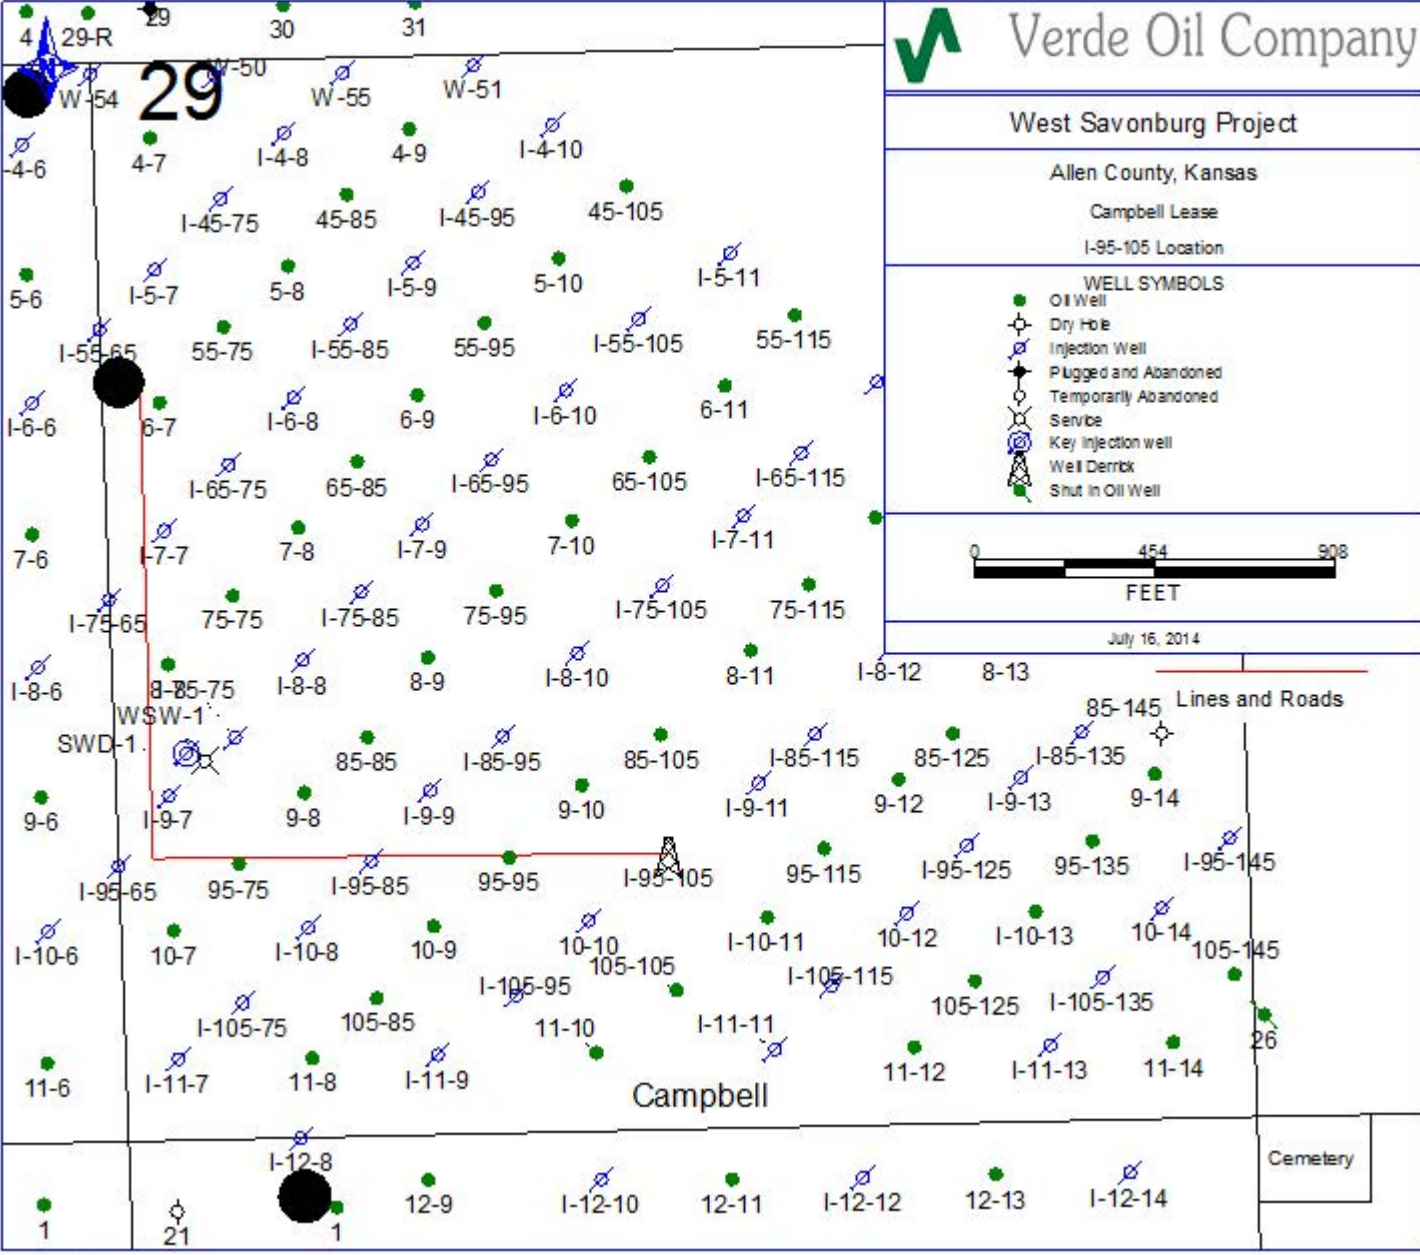 4
29-R
29
30
31
W-54
W-50
W-55
W-51
29
-4-6
4-7
I-4-8
4-9
I-4-10
I-45-75
45-85
I-45-95
45-105
5-6
I-5-7
5-8
I-5-9
5-10
I-5-11
I-55-65
55-75
I-55-85
55-95
I-55-105
55-115
I-6-6
6-7
I-6-8
6-9
I-6-10
6-11
I-65-75
65-85
I-65-95
65-105
I-65-115
7-6
I-7-7
7-8
I-7-9
7-10
I-7-11
I-75-65
75-75
I-75-85
75-95
I-75-105
75-115
I-8-6
I-8-8
8-9
I-8-10
8-11
I-8-12
8-13
WSW-1
SWD-1
85-85
I-85-95
85-105
I-85-115
85-125
I-85-135
85-145
9-6
I-9-7
9-8
I-9-9
9-10
I-9-11
9-12
I-9-13
9-14
I-95-65
95-75
I-95-85
95-95
I-95-105
95-115
I-95-125
95-135
I-95-145
I-10-6
10-7
I-10-8
10-9
10-10
I-10-11
10-12
I-10-13
10-14
105-145
I-105-75
105-85
I-105-95
105-105
I-105-115
105-125
I-105-135
26
11-6
I-11-7
11-8
I-11-9
11-10
I-11-11
11-12
I-11-13
11-14
Campbell
I-12-8
1
21
1
12-9
I-12-10
12-11
I-12-12
12-13
I-12-14
Cemetery
Verde Oil Company
West Savonburg Project
Allen County, Kansas
Campbell Lease
I-95-105 Location
WELL SYMBOLS
Oil Well
Dry Hole
Injection Well
Plugged and Abandoned
Temporarily Abandoned
Service
Key Injection well
Well Derrick
Shut In Oil Well
0 454 908
FEET
July 16, 2014
Lines and Roads